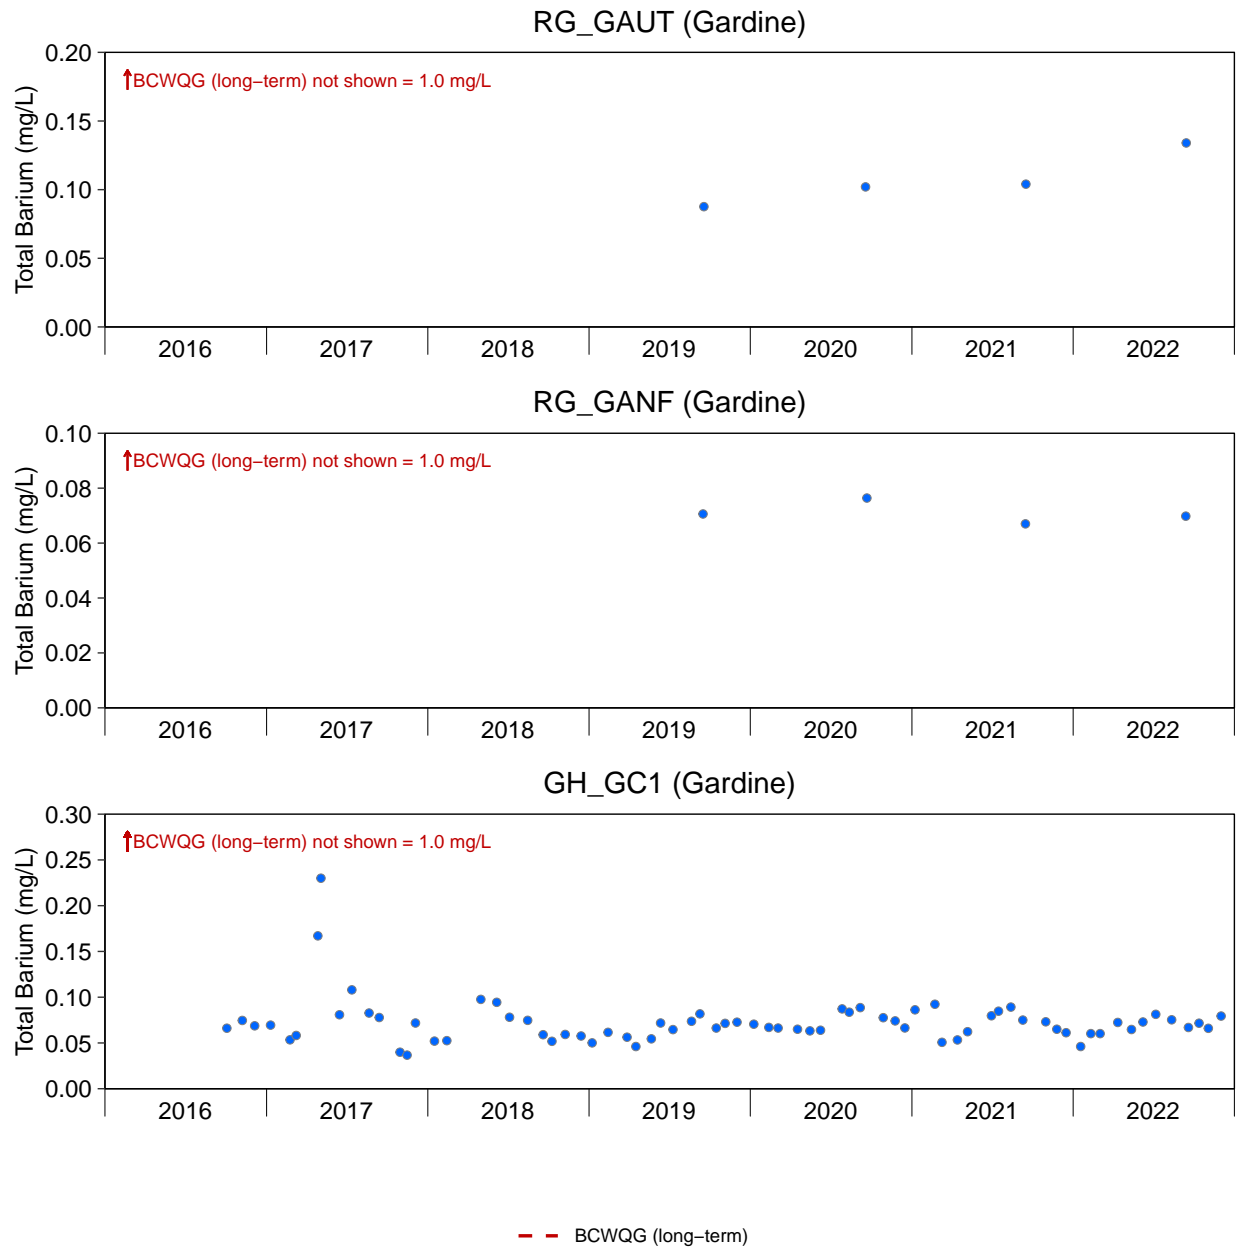 RG_GAUT (Gardine)
0.20
↑BCWQG (long−term) not shown = 1.0 mg/L
0.15
Total Barium (mg/L)
0.10
0.05
0.00
2016 2017 2018 2019 2020 2021 2022
RG_GANF (Gardine)
0.10
↑BCWQG (long−term) not shown = 1.0 mg/L
0.08
Total Barium (mg/L)
0.06
0.04
0.02
0.00
2016 2017 2018 2019 2020 2021 2022
GH_GC1 (Gardine)
0.30
↑BCWQG (long−term) not shown = 1.0 mg/L
0.25
Total Barium (mg/L)
0.20
0.15
0.10
0.05
0.00
2016 2017 2018 2019 2020 2021 2022
BCWQG (long−term)